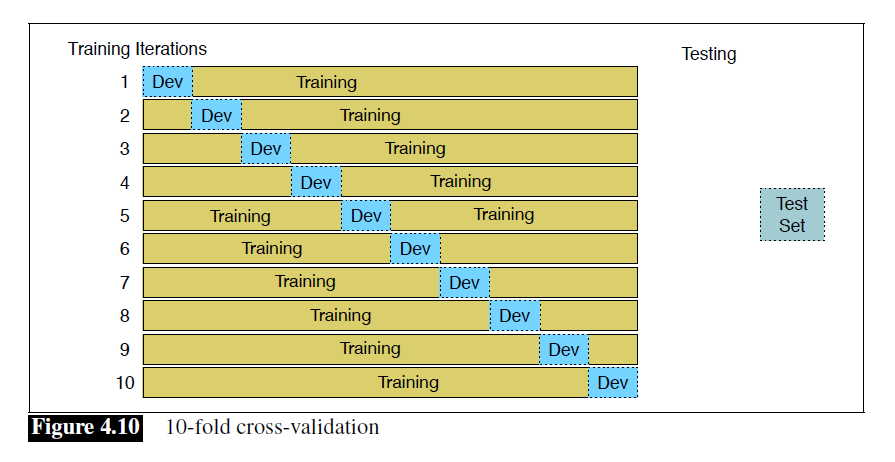 Training Iterations
Testing
1 Dev Training
2 Dev Training
3 Dev Training
4 Dev Training
5 Training Dev Training
6 Training Dev
7 Training Dev
8 Training Dev
9 Training Dev
10 Training Dev
Test
Set
Figure 4.10 10-fold cross-validation